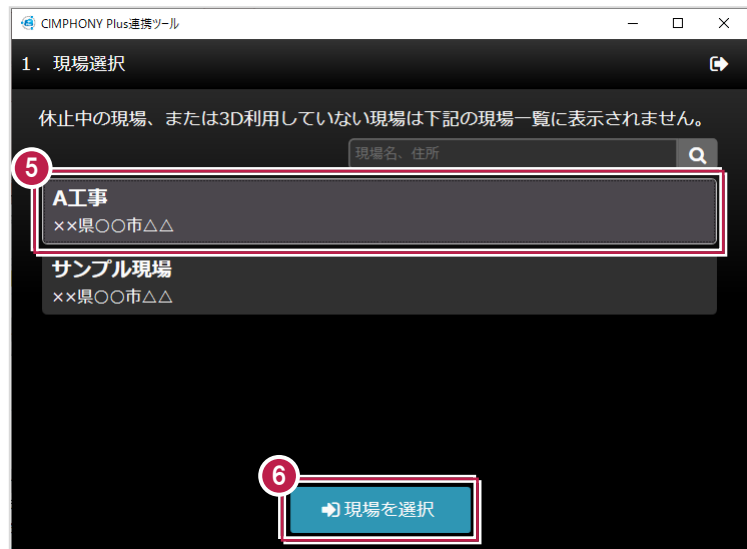 CIMPHONY Plus連携ツール
1．現場選択
休止中の現場、または3D利用していない現場は下記の現場一覧に表示されません。
現場名、住所
5
A工事
××県○○市△△
サンプル現場
××県○○市△△
6
現場を選択